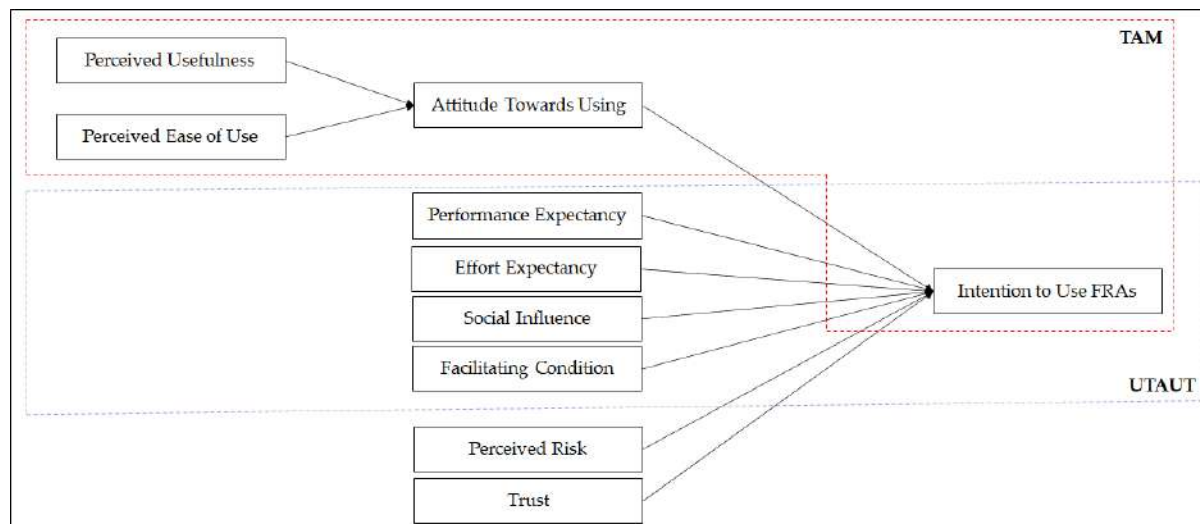 TAM
Perceived Usefulness
Attitude Towards Using
Perceived Ease of Use
Performance Expectancy
Effort Expectancy
Intention to Use FRAs
Social Influence
Facilitating Condition
UTAUT
Perceived Risk
Trust